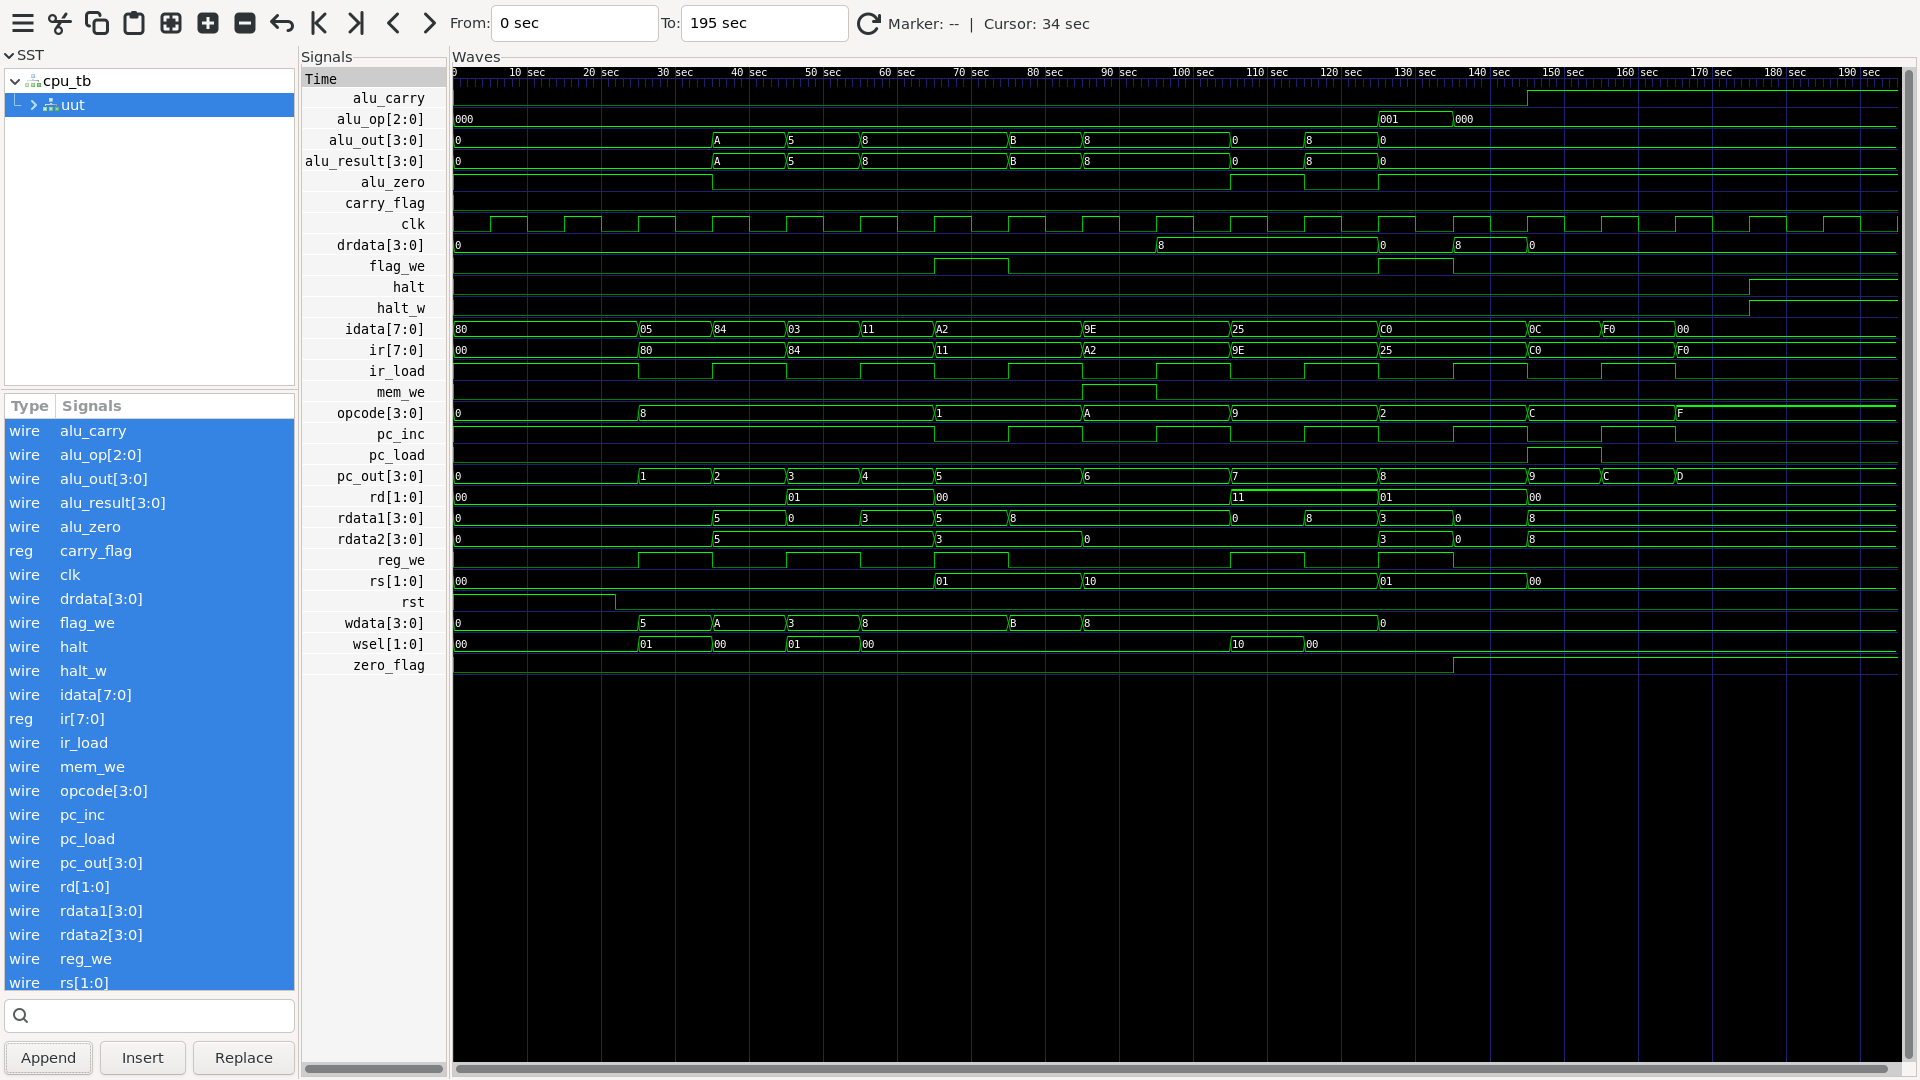 From: 0 sec To: 195 sec Marker: -- | Cursor: 34 sec
SST
cpu_tb
uut
Type Signals
wire alu_carry
wire alu_op[2:0]
wire alu_out[3:0]
wire alu_result[3:0]
wire alu_zero
reg carry_flag
wire clk
wire drdata[3:0]
wire flag_we
wire halt
wire halt_w
wire idata[7:0]
reg ir[7:0]
wire ir_load
wire mem_we
wire opcode[3:0]
wire pc_inc
wire pc_load
wire pc_out[3:0]
wire rd[1:0]
wire rdata1[3:0]
wire rdata2[3:0]
wire reg_we
wire rs[1:0]
Append Insert Replace
Signals
Waves
Time 0 10 sec 20 sec 30 sec 40 sec 50 sec 60 sec 70 sec 80 sec 90 sec 100 sec 110 sec 120 sec 130 sec 140 sec 150 sec 160 sec 170 sec 180 sec 190 sec
alu_carry
alu_op[2:0] 000 001 000
alu_out[3:0] 0 A 5 8 B 8 0 8 0
alu_result[3:0] 0 A 5 8 B 8 0 8 0
alu_zero
carry_flag
clk
drdata[3:0] 0 8 0 8 0
flag_we
halt
halt_w
idata[7:0] 80 05 84 03 11 A2 9E 25 C0 0C F0 00
ir[7:0] 00 80 84 11 A2 9E 25 C0 F0
ir_load
mem_we
opcode[3:0] 0 8 1 A 9 2 C F
pc_inc
pc_load
pc_out[3:0] 0 1 2 3 4 5 6 7 8 9 C D
rd[1:0] 00 01 00 11 01 00
rdata1[3:0] 0 5 0 3 5 8 0 8 3 0 8
rdata2[3:0] 0 5 3 0 3 0 8
reg_we
rs[1:0] 00 01 10 01 00
rst
wdata[3:0] 0 5 A 3 8 B 8 0
wsel[1:0] 00 01 00 01 00 10 00
zero_flag